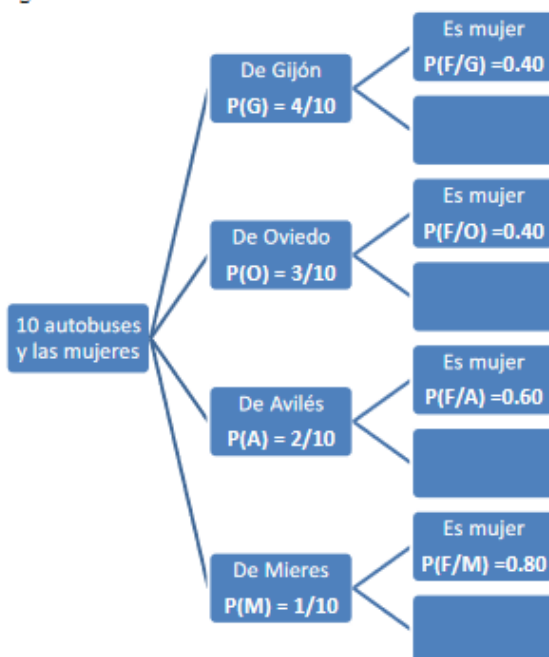 Es mujer
P(F/G) =0.40
De Gijón
P(G) = 4/10
Es mujer
P(F/O) =0.40
De Oviedo
P(O) = 3/10
10 autobuses
y las mujeres
Es mujer
P(F/A) =0.60
De Avilés
P(A) = 2/10
Es mujer
P(F/M) =0.80
De Mieres
P(M) = 1/10